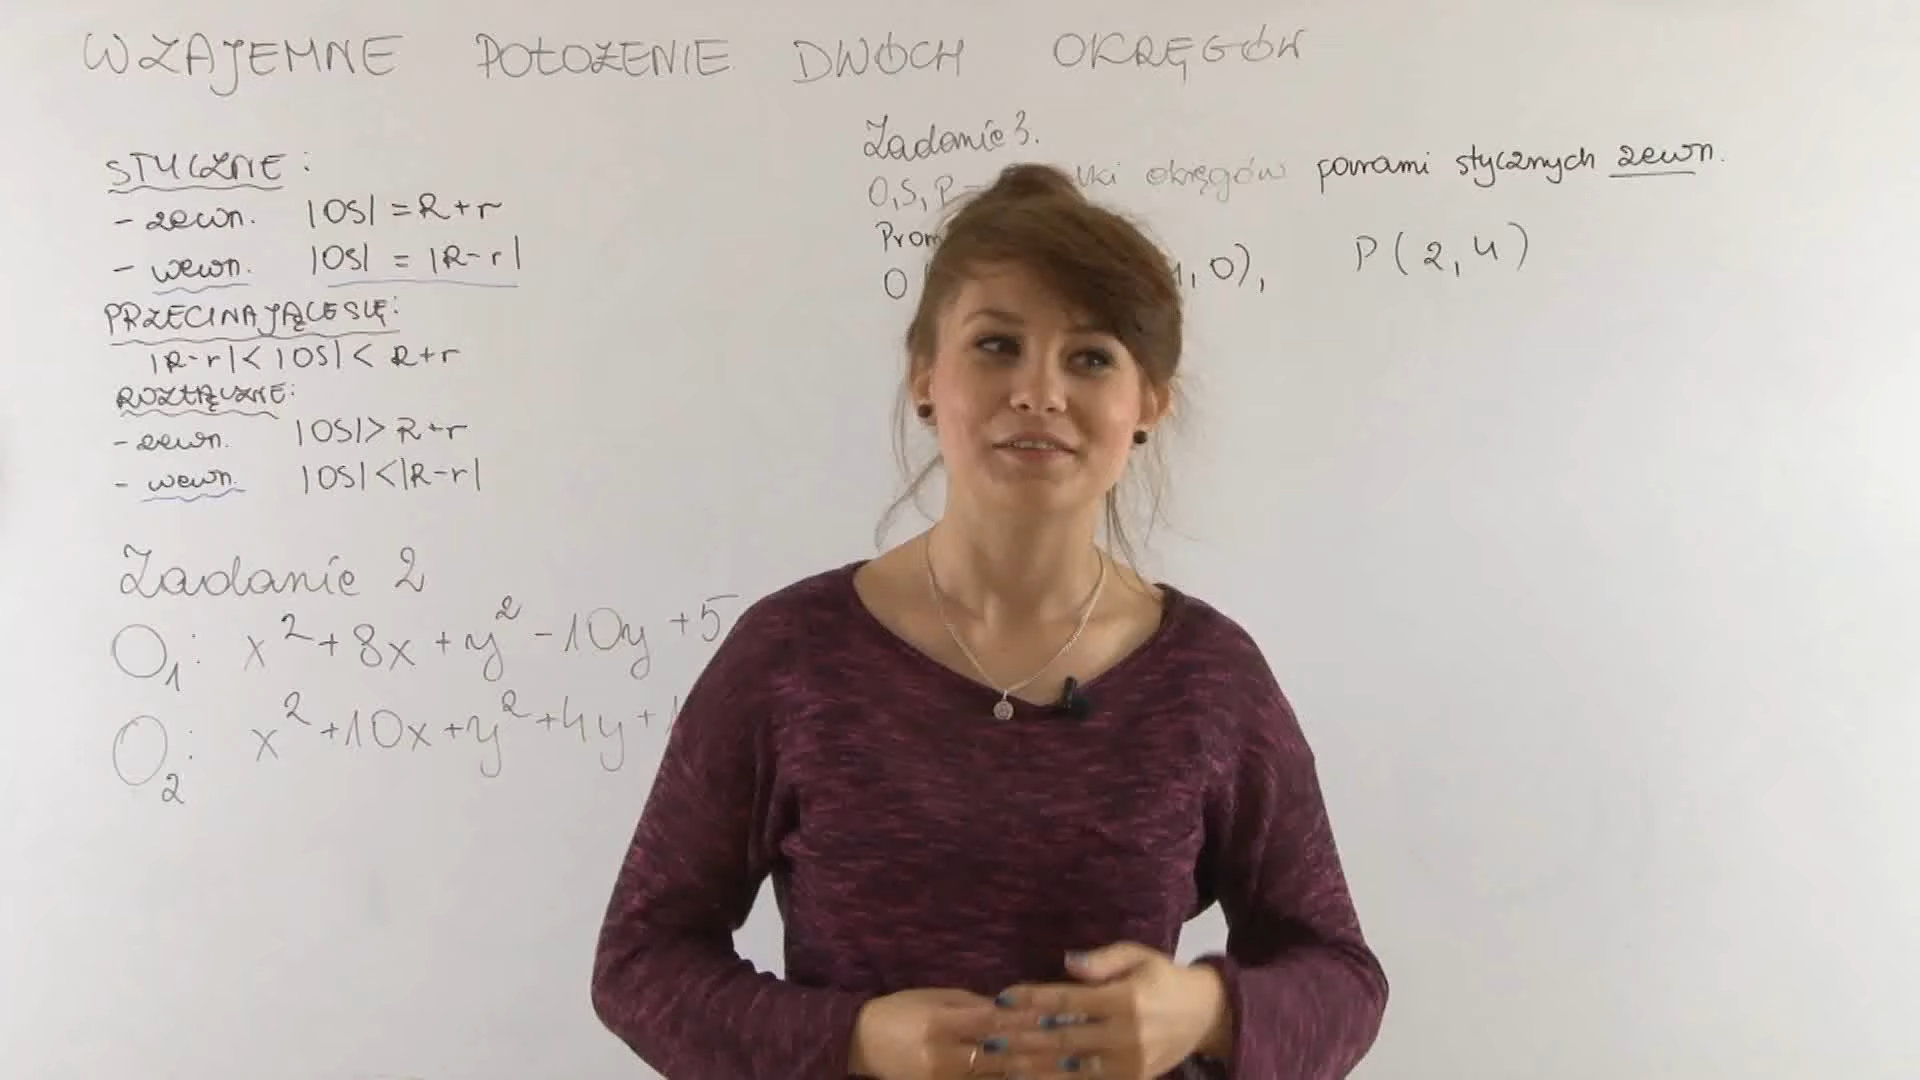 WZAJEMNE POŁOŻENIE DWÓCH OKRĘGÓW
STYCZNE:
- zewn. |OS| = R+r
- wewn. |OS| = |R-r|
PRZECINAJĄCE SIĘ:
|R-r| < |OS| < R+r
ROZŁĄCZNE:
- zewn. |OS| > R+r
- wewn. |OS| < |R-r|
Zadanie 2
O₁: x²+8x+y²-10y+5
O₂: x²+10x+y²+4y+
Zadanie 3.
O,S,P okręgów parami stycznych zewn.
O ,0), P(2,4)